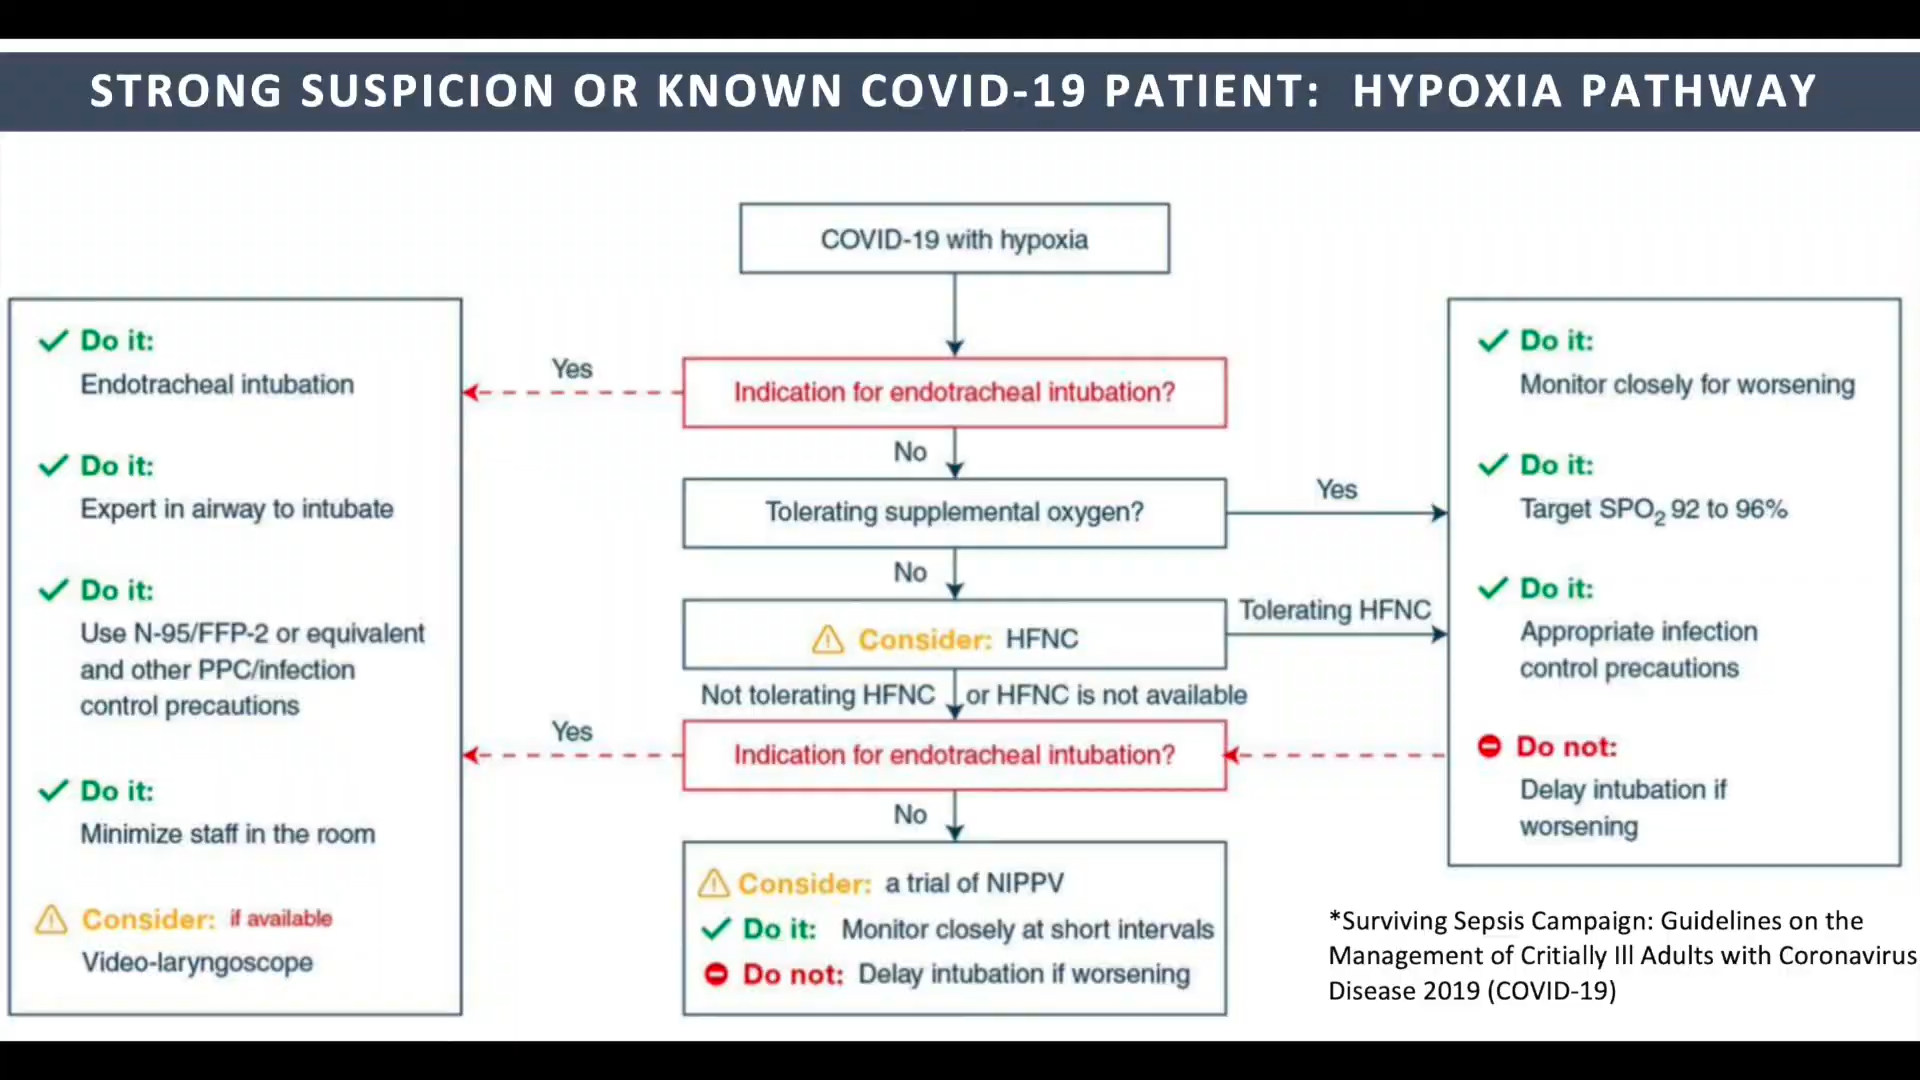 STRONG SUSPICION OR KNOWN COVID-19 PATIENT: HYPOXIA PATHWAY
COVID-19 with hypoxia
Indication for endotracheal intubation?
Yes
No
Tolerating supplemental oxygen?
Yes
No
Consider: HFNC
Tolerating HFNC
Not tolerating HFNC or HFNC is not available
Indication for endotracheal intubation?
Yes
No
Consider: a trial of NIPPV
Do it: Monitor closely at short intervals
Do not: Delay intubation if worsening
Do it:
Endotracheal intubation
Do it:
Expert in airway to intubate
Do it:
Use N-95/FFP-2 or equivalent
and other PPC/infection
control precautions
Do it:
Minimize staff in the room
Consider: if available
Video-laryngoscope
Do it:
Monitor closely for worsening
Do it:
Target SPO2 92 to 96%
Do it:
Appropriate infection
control precautions
Do not:
Delay intubation if
worsening
*Surviving Sepsis Campaign: Guidelines on the
Management of Critially Ill Adults with Coronavirus
Disease 2019 (COVID-19)